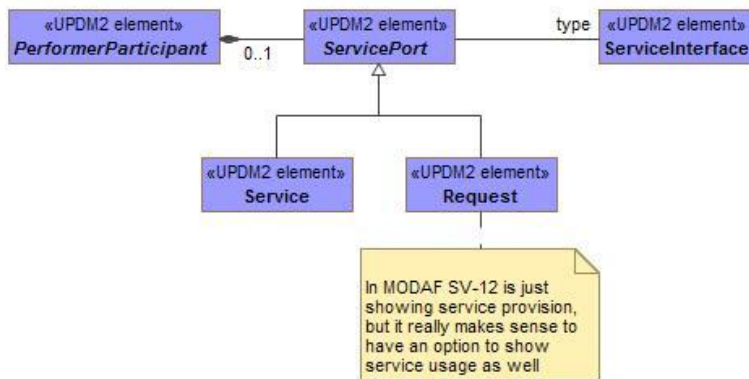 «UPDM2 element»
PerformerParticipant
0..1
«UPDM2 element»
ServicePort
type
«UPDM2 element»
ServiceInterface
«UPDM2 element»
Service
«UPDM2 element»
Request
In MODAF SV-12 is just
showing service provision,
but it really makes sense to
have an option to show
service usage as well